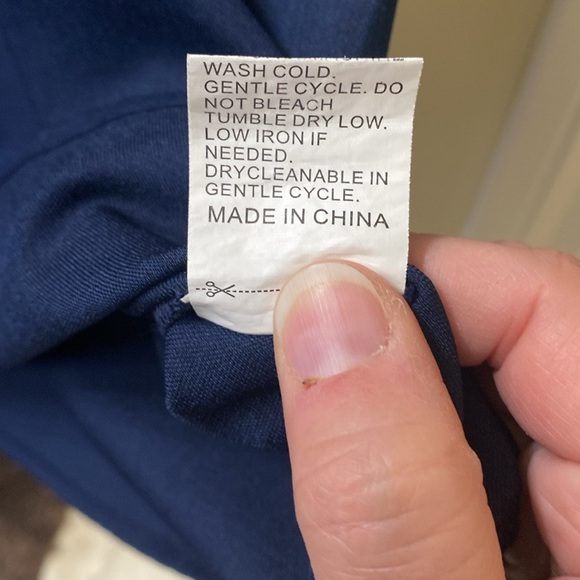 WASH COLD.
GENTLE CYCLE. DO
NOT BLEACH
TUMBLE DRY LOW.
LOW IRON IF
NEEDED.
DRYCLEANABLE IN
GENTLE CYCLE.
MADE IN CHINA